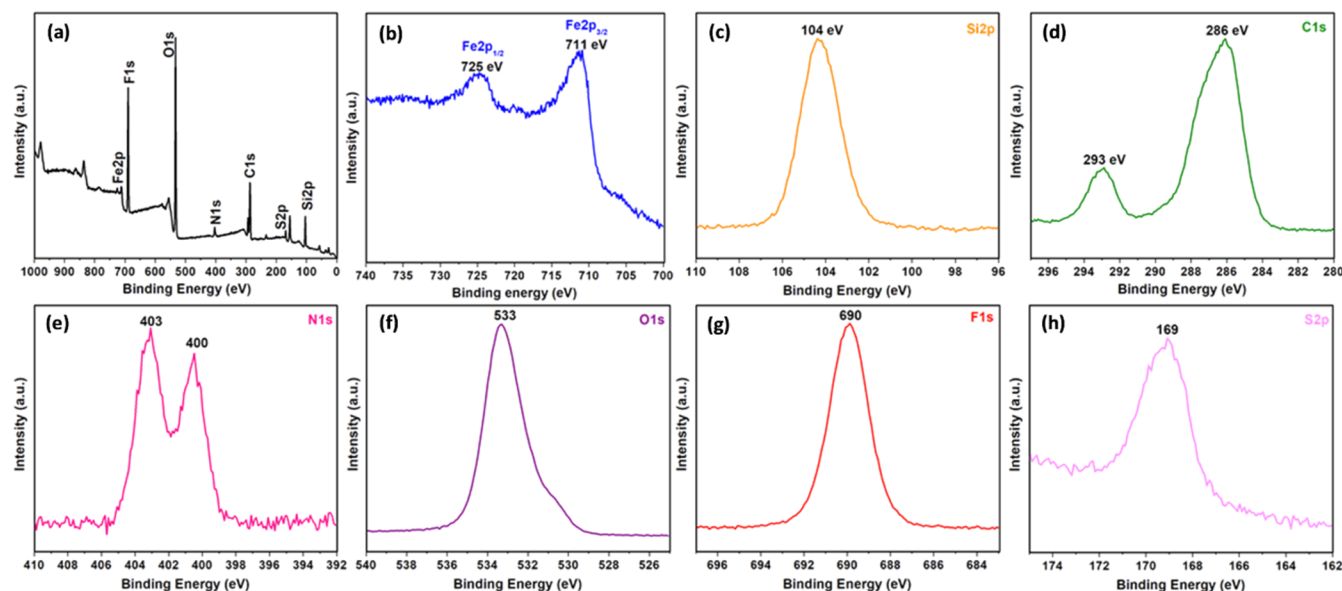 (a)
Fe2p
F1s
O1s
N1s
C1s
S2p
Si2p
Intensity (a.u.)
1000 900 800 700 600 500 400 300 200 100 0
Binding Energy (eV)
(b)
Fe2p1/2
725 eV
Fe2p3/2
711 eV
Intensity (a.u.)
740 735 730 725 720 715 710 705 700
Binding energy (eV)
(c)
104 eV
Si2p
Intensity (a.u.)
110 108 106 104 102 100 98 96
Binding Energy (eV)
(d)
293 eV
286 eV
C1s
Intensity (a.u.)
296 294 292 290 288 286 284 282 280
Binding Energy (eV)
(e)
403
400
N1s
Intensity (a.u.)
410 408 406 404 402 400 398 396 394 392
Binding Energy (eV)
(f)
533
O1s
Intensity (a.u.)
540 538 536 534 532 530 528 526
Binding Energy (eV)
(g)
690
F1s
Intensity (a.u.)
696 694 692 690 688 686 684
Binding Energy (eV)
(h)
169
S2p
Intensity (a.u.)
174 172 170 168 166 164 162
Binding Energy (eV)